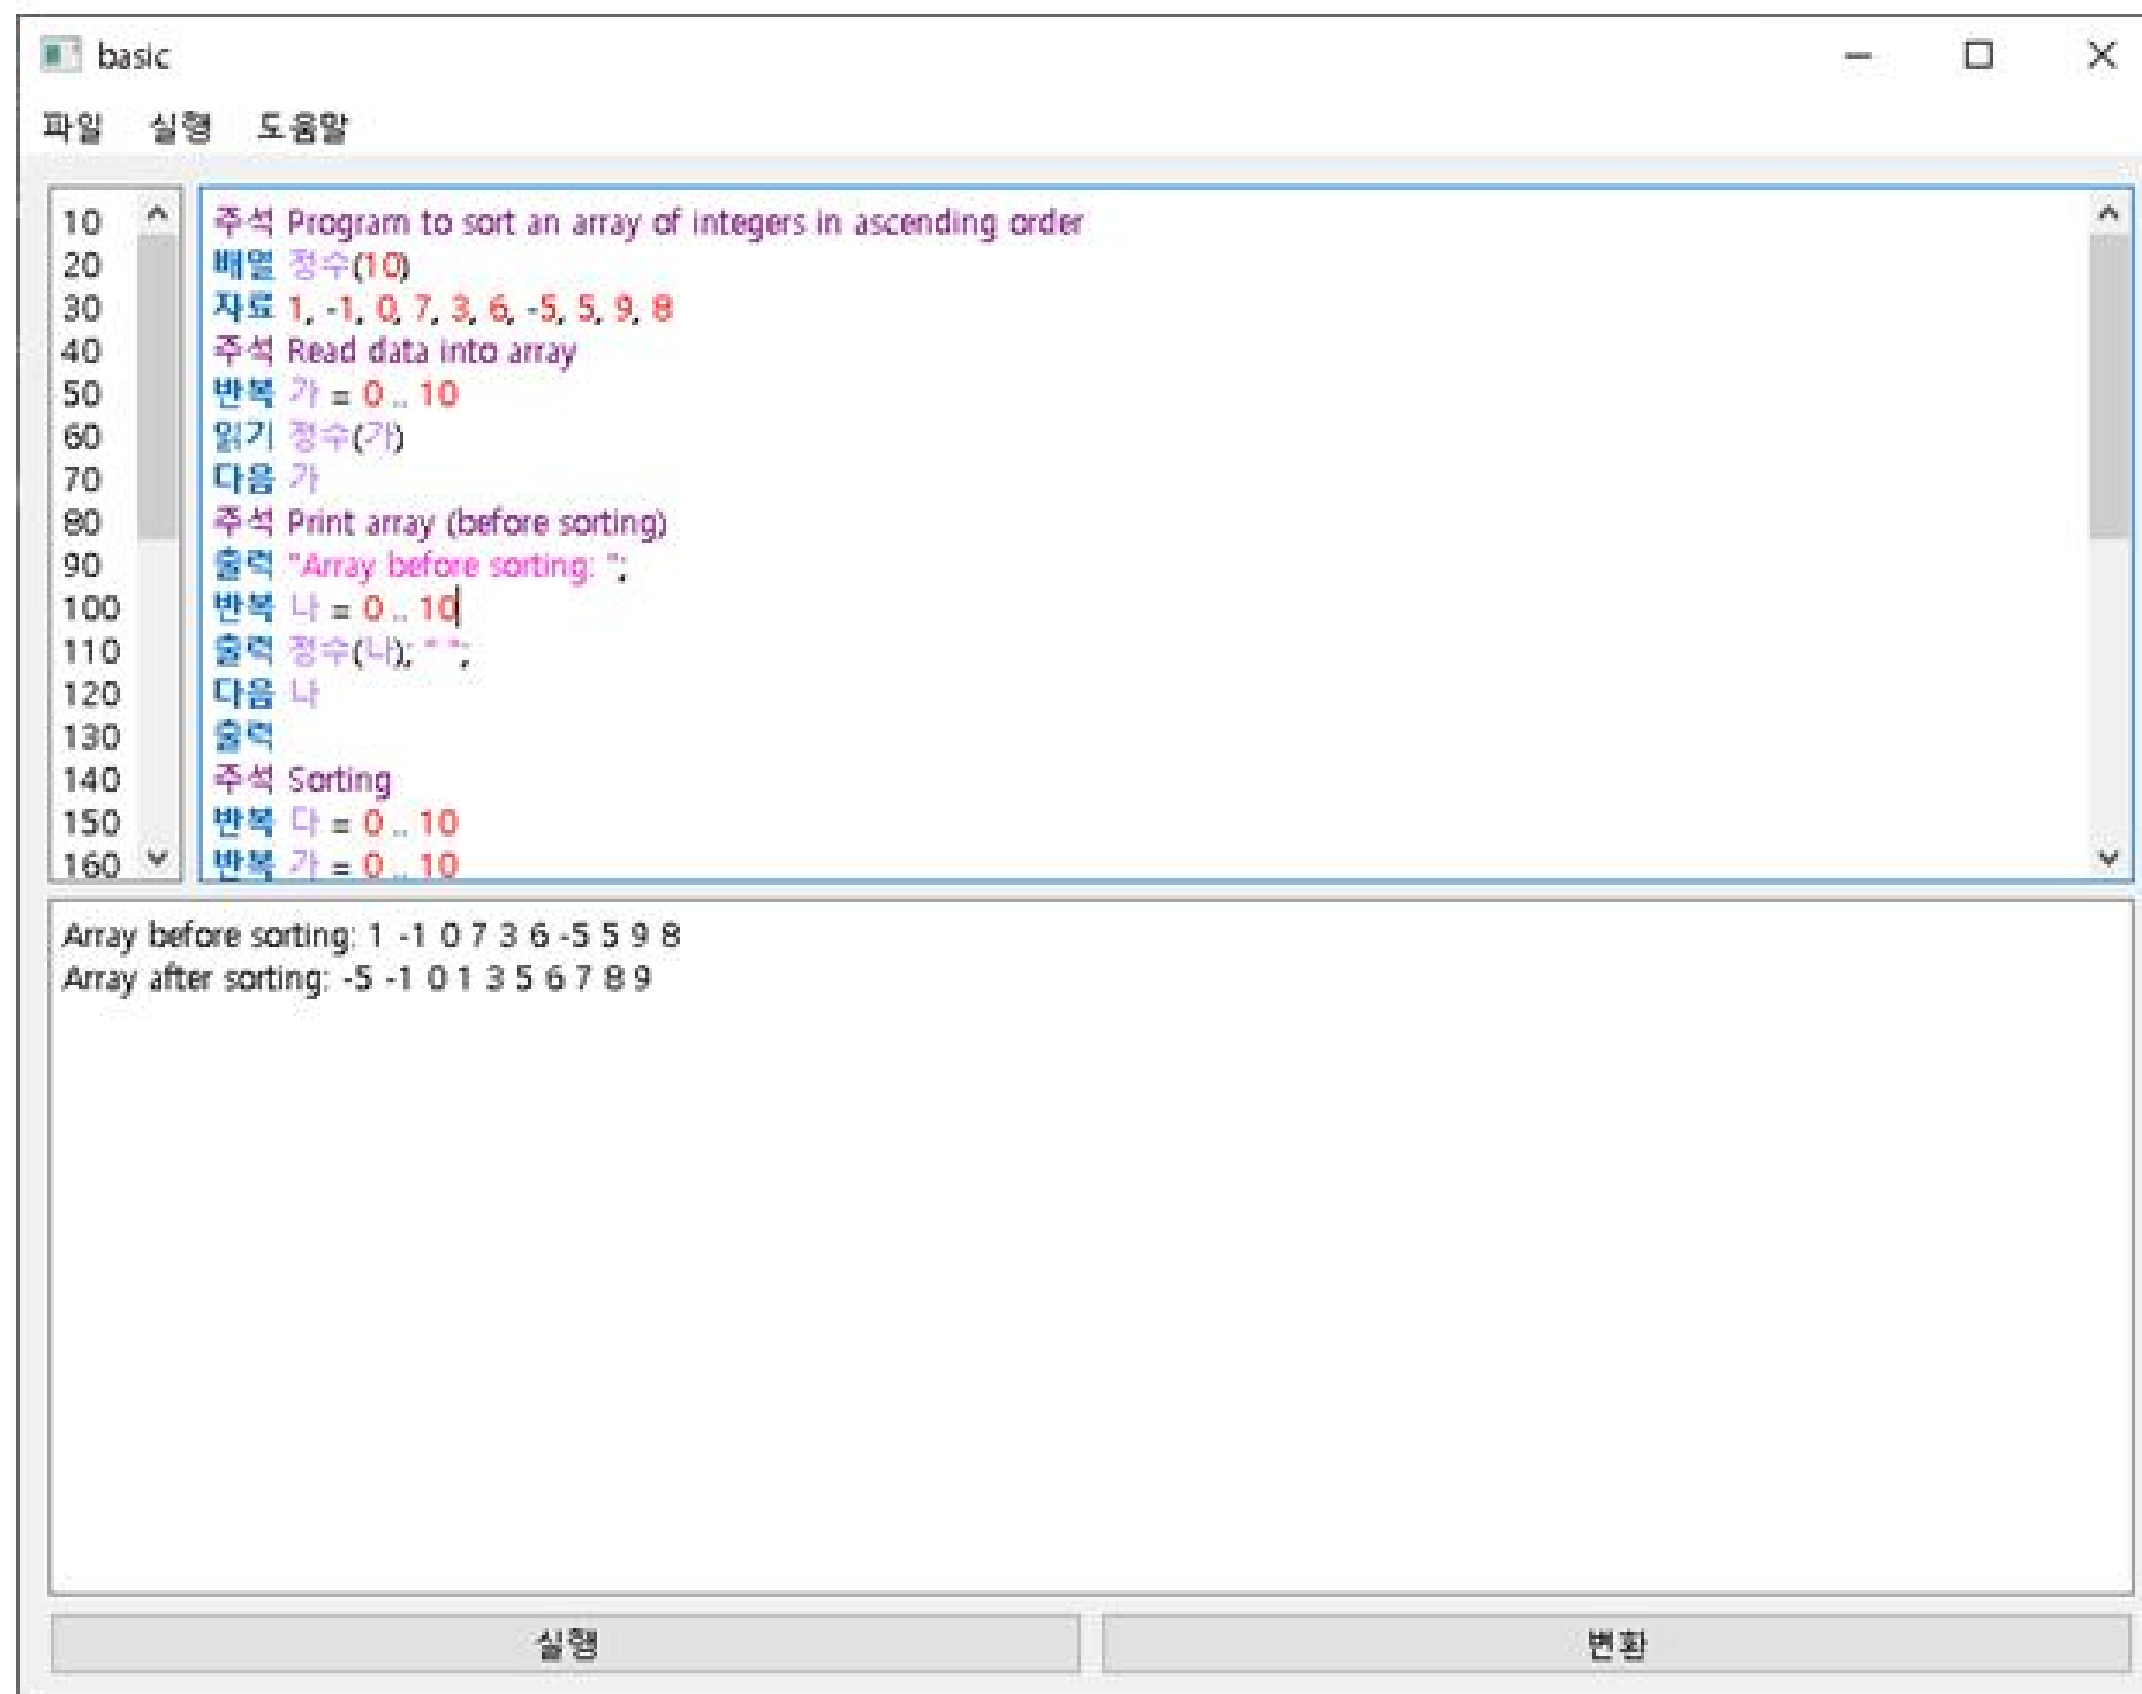 basic
파일 실행 도움말
10 주석 Program to sort an array of integers in ascending order
20 배열 정수(10)
30 자료 1, -1, 0, 7, 3, 6, -5, 5, 9, 8
40 주석 Read data into array
50 반복 가 = 0 .. 10
60 읽기 정수(가)
70 다음 가
80 주석 Print array (before sorting)
90 출력 "Array before sorting: ";
100 반복 나 = 0 .. 10
110 출력 정수(나); " ";
120 다음 나
130 출력
140 주석 Sorting
150 반복 다 = 0 .. 10
160 반복 가 = 0 .. 10
Array before sorting: 1 -1 0 7 3 6 -5 5 9 8
Array after sorting: -5 -1 0 1 3 5 6 7 8 9
실행 변환